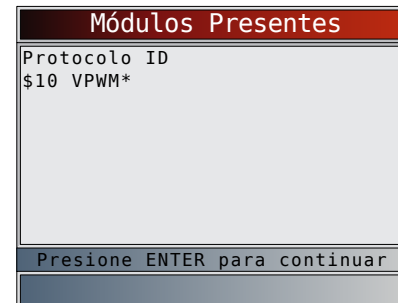 Módulos Presentes
Protocolo ID
$10 VPWM*
Presione ENTER para continuar